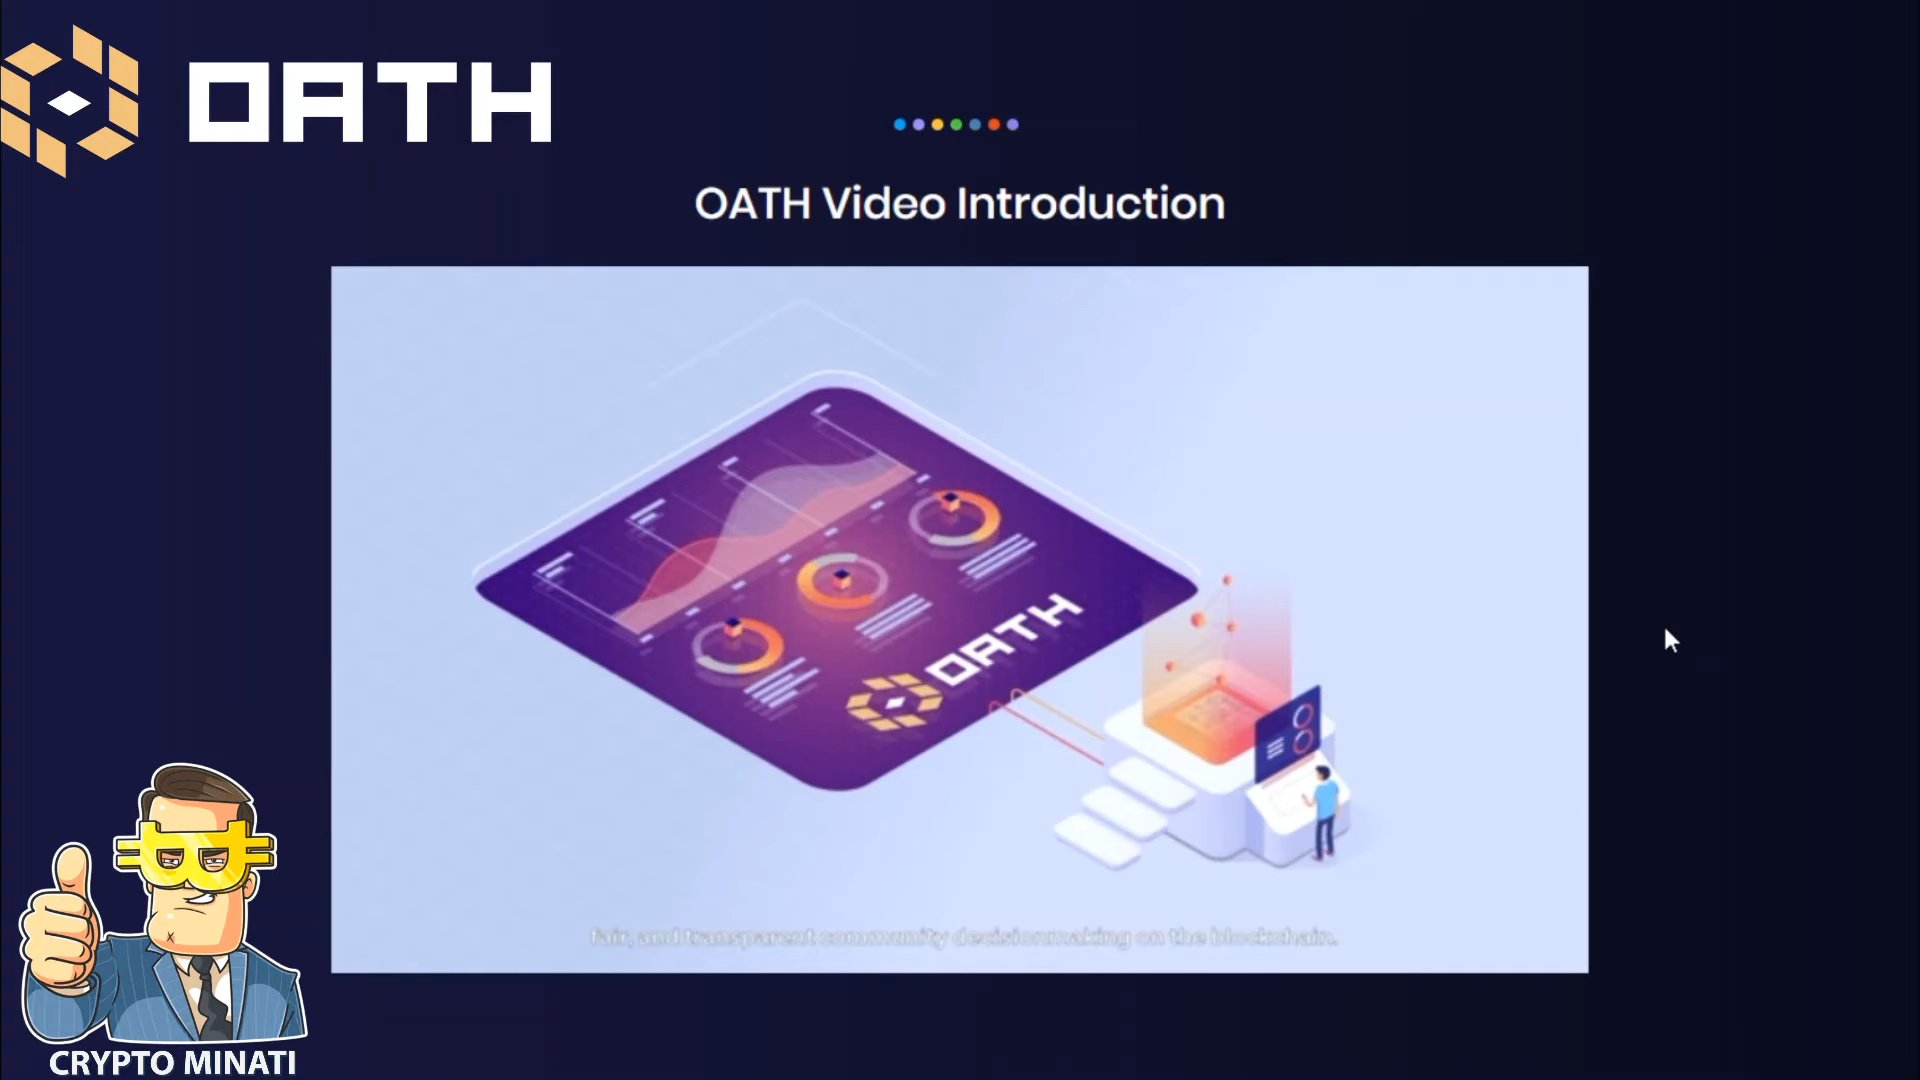 OATH
OATH Video Introduction
OATH
fair, and transparent community decisionmaking on the blockchain.
CRYPTO MINATI